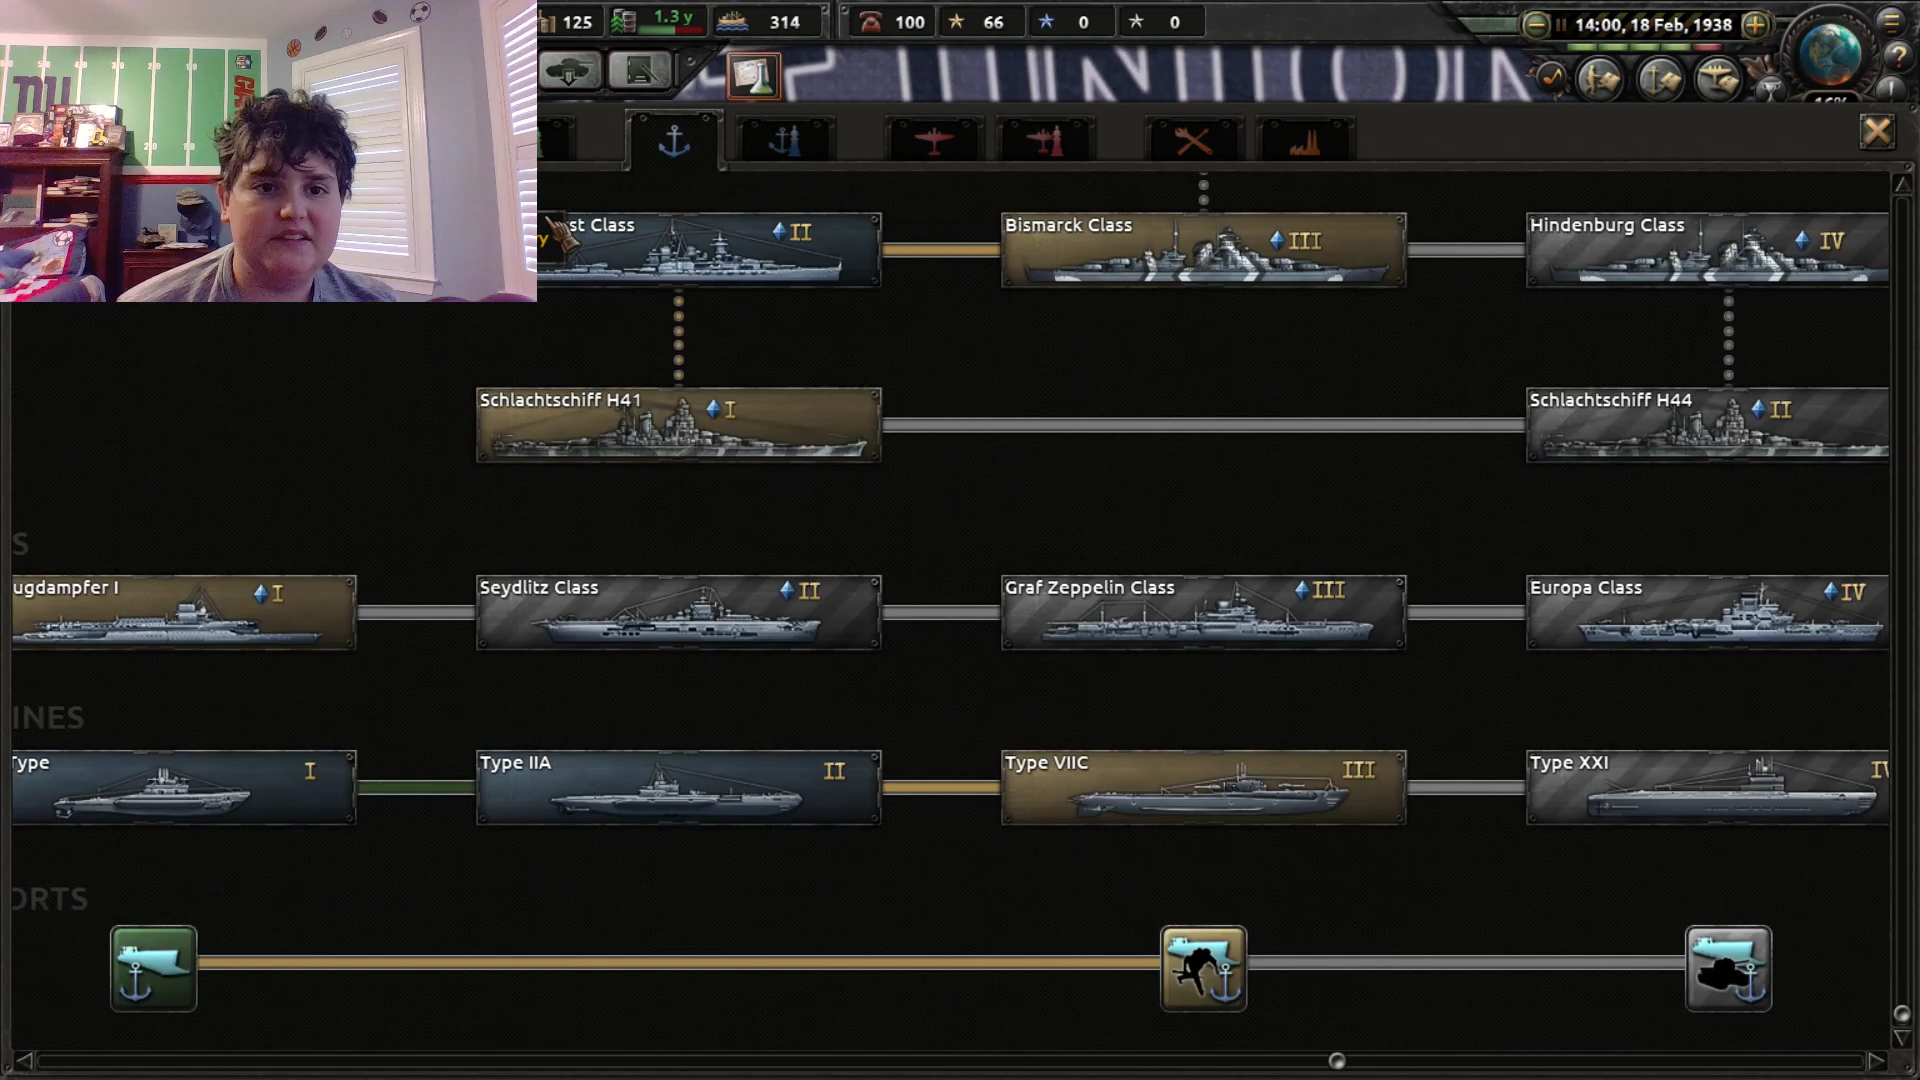 125
1.3 y
314
100
66
0
0
14:00, 18 Feb, 1938
st Class
II
Bismarck Class
III
Hindenburg Class
IV
Schlachtschiff H41
I
Schlachtschiff H44
II
S
ugdampfer I
I
Seydlitz Class
II
Graf Zeppelin Class
III
Europa Class
IV
INES
Type
I
Type IIA
II
Type VIIC
III
Type XXI
ORTS